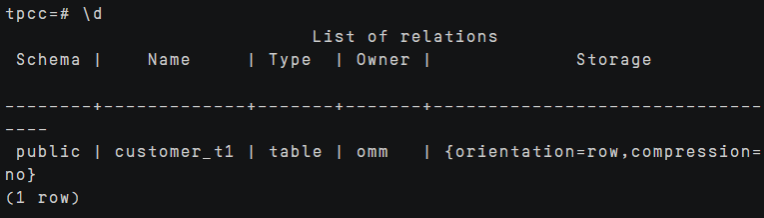 tpcc=# \d
                            List of relations
 Schema |    Name     | Type  | Owner |             Storage
--------+-------------+-------+-------+------------------------------
----
 public | customer_t1 | table | omm   | {orientation=row,compression=
no}
(1 row)